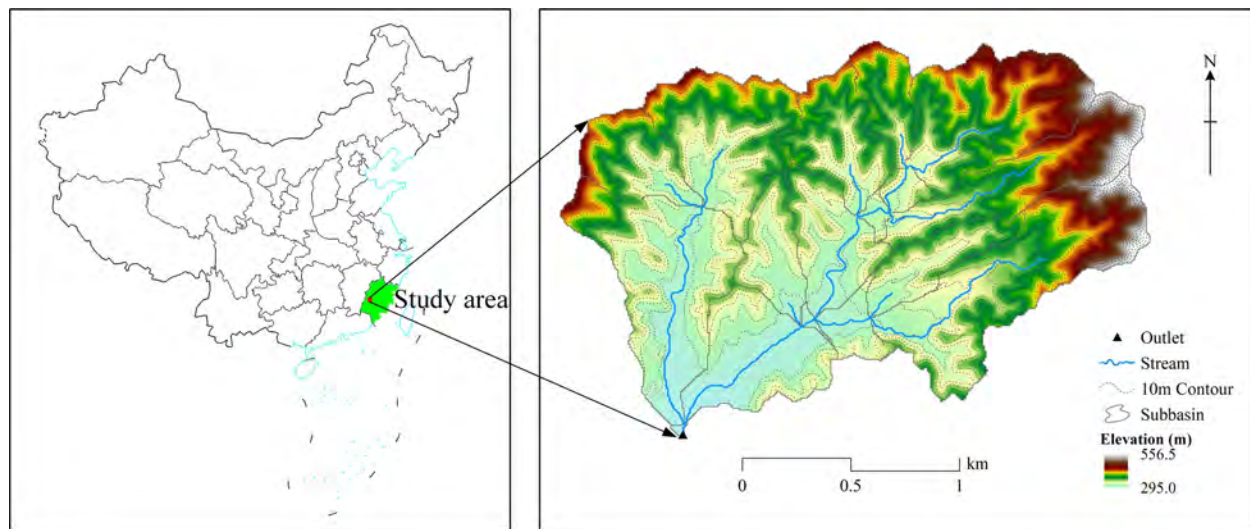 Study area
N
Outlet
Stream
10m Contour
Subbasin
Elevation (m)
556.5
295.0
km
0
0.5
1